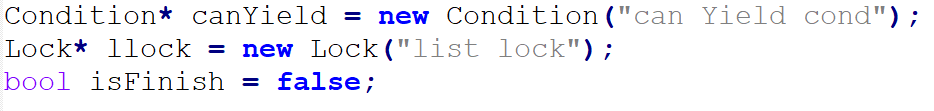 Condition* canYield = new Condition("can Yield cond");
Lock* llock = new Lock("list lock");
bool isFinish = false;